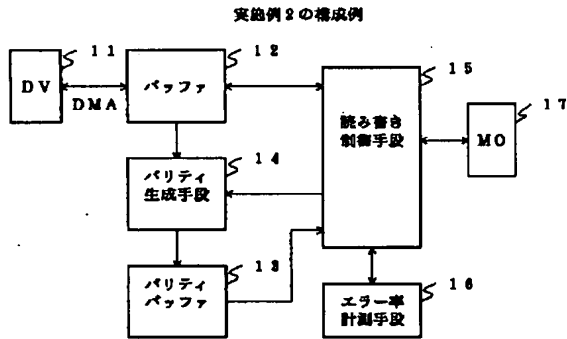 実施例2の構成例
11
DV
DMA
12
バッファ
15
読み書き
制御手段
17
MO
14
パリティ
生成手段
13
パリティ
バッファ
16
エラー率
計測手段